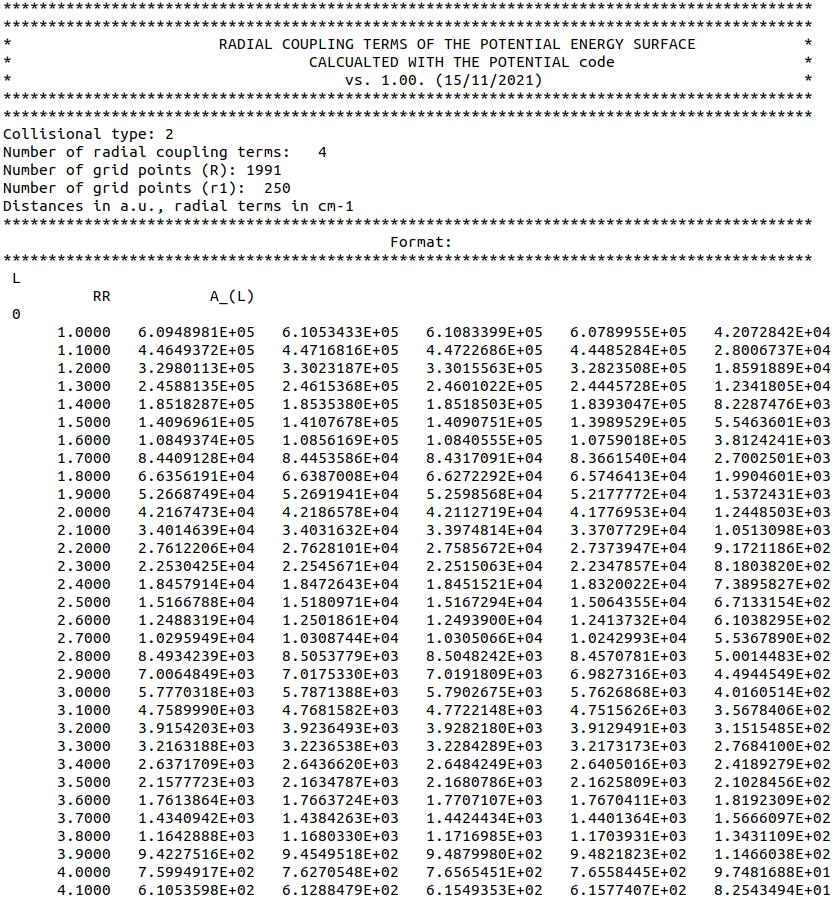 ******************************************************************************************
******************************************************************************************
* RADIAL COUPLING TERMS OF THE POTENTIAL ENERGY SURFACE *
* CALCUALTED WITH THE POTENTIAL code *
* vs. 1.00. (15/11/2021) *
******************************************************************************************
******************************************************************************************
Collisional type: 2
Number of radial coupling terms: 4
Number of grid points (R): 1991
Number of grid points (r1): 250
Distances in a.u., radial terms in cm-1
******************************************************************************************
Format:
******************************************************************************************
L
RR A_(L)
0
1.0000 6.0948981E+05 6.1053433E+05 6.1083399E+05 6.0789955E+05 4.2072842E+04
1.1000 4.4649372E+05 4.4716816E+05 4.4722686E+05 4.4485284E+05 2.8006737E+04
1.2000 3.2980113E+05 3.3023187E+05 3.3015563E+05 3.2823508E+05 1.8591889E+04
1.3000 2.4588135E+05 2.4615368E+05 2.4601022E+05 2.4445728E+05 1.2341805E+04
1.4000 1.8518287E+05 1.8535380E+05 1.8518503E+05 1.8393047E+05 8.2287476E+03
1.5000 1.4096961E+05 1.4107678E+05 1.4090751E+05 1.3989529E+05 5.5463601E+03
1.6000 1.0849374E+05 1.0856169E+05 1.0840555E+05 1.0759018E+05 3.8124241E+03
1.7000 8.4409128E+04 8.4453586E+04 8.4317091E+04 8.3661540E+04 2.7002501E+03
1.8000 6.6356191E+04 6.6387008E+04 6.6272292E+04 6.5746413E+04 1.9904601E+03
1.9000 5.2668749E+04 5.2691941E+04 5.2598568E+04 5.2177772E+04 1.5372431E+03
2.0000 4.2167473E+04 4.2186578E+04 4.2112719E+04 4.1776953E+04 1.2448503E+03
2.1000 3.4014639E+04 3.4031632E+04 3.3974814E+04 3.3707729E+04 1.0513098E+03
2.2000 2.7612206E+04 2.7628101E+04 2.7585672E+04 2.7373947E+04 9.1721186E+02
2.3000 2.2530425E+04 2.2545671E+04 2.2515063E+04 2.2347857E+04 8.1803820E+02
2.4000 1.8457914E+04 1.8472643E+04 1.8451521E+04 1.8320022E+04 7.3895827E+02
2.5000 1.5166788E+04 1.5180971E+04 1.5167294E+04 1.5064355E+04 6.7133154E+02
2.6000 1.2488319E+04 1.2501861E+04 1.2493900E+04 1.2413732E+04 6.1038295E+02
2.7000 1.0295949E+04 1.0308744E+04 1.0305066E+04 1.0242993E+04 5.5367890E+02
2.8000 8.4934239E+03 8.5053779E+03 8.5048242E+03 8.4570781E+03 5.0014483E+02
2.9000 7.0064849E+03 7.0175330E+03 7.0191809E+03 6.9827316E+03 4.4944549E+02
3.0000 5.7770318E+03 5.7871388E+03 5.7902675E+03 5.7626868E+03 4.0160514E+02
3.1000 4.7589990E+03 4.7681582E+03 4.7722148E+03 4.7515626E+03 3.5678406E+02
3.2000 3.9154203E+03 3.9236493E+03 3.9282180E+03 3.9129491E+03 3.1515485E+02
3.3000 3.2163188E+03 3.2236538E+03 3.2284289E+03 3.2173173E+03 2.7684100E+02
3.4000 2.6371709E+03 2.6436620E+03 2.6484249E+03 2.6405016E+03 2.4189279E+02
3.5000 2.1577723E+03 2.1634787E+03 2.1680786E+03 2.1625809E+03 2.1028456E+02
3.6000 1.7613864E+03 1.7663724E+03 1.7707107E+03 1.7670411E+03 1.8192309E+02
3.7000 1.4340942E+03 1.4384263E+03 1.4424434E+03 1.4401364E+03 1.5666097E+02
3.8000 1.1642888E+03 1.1680330E+03 1.1716985E+03 1.1703931E+03 1.3431109E+02
3.9000 9.4227516E+02 9.4549518E+02 9.4879980E+02 9.4821823E+02 1.1466038E+02
4.0000 7.5994917E+02 7.6270548E+02 7.6565451E+02 7.6558445E+02 9.7481688E+01
4.1000 6.1053598E+02 6.1288479E+02 6.1549353E+02 6.1577407E+02 8.2543494E+01